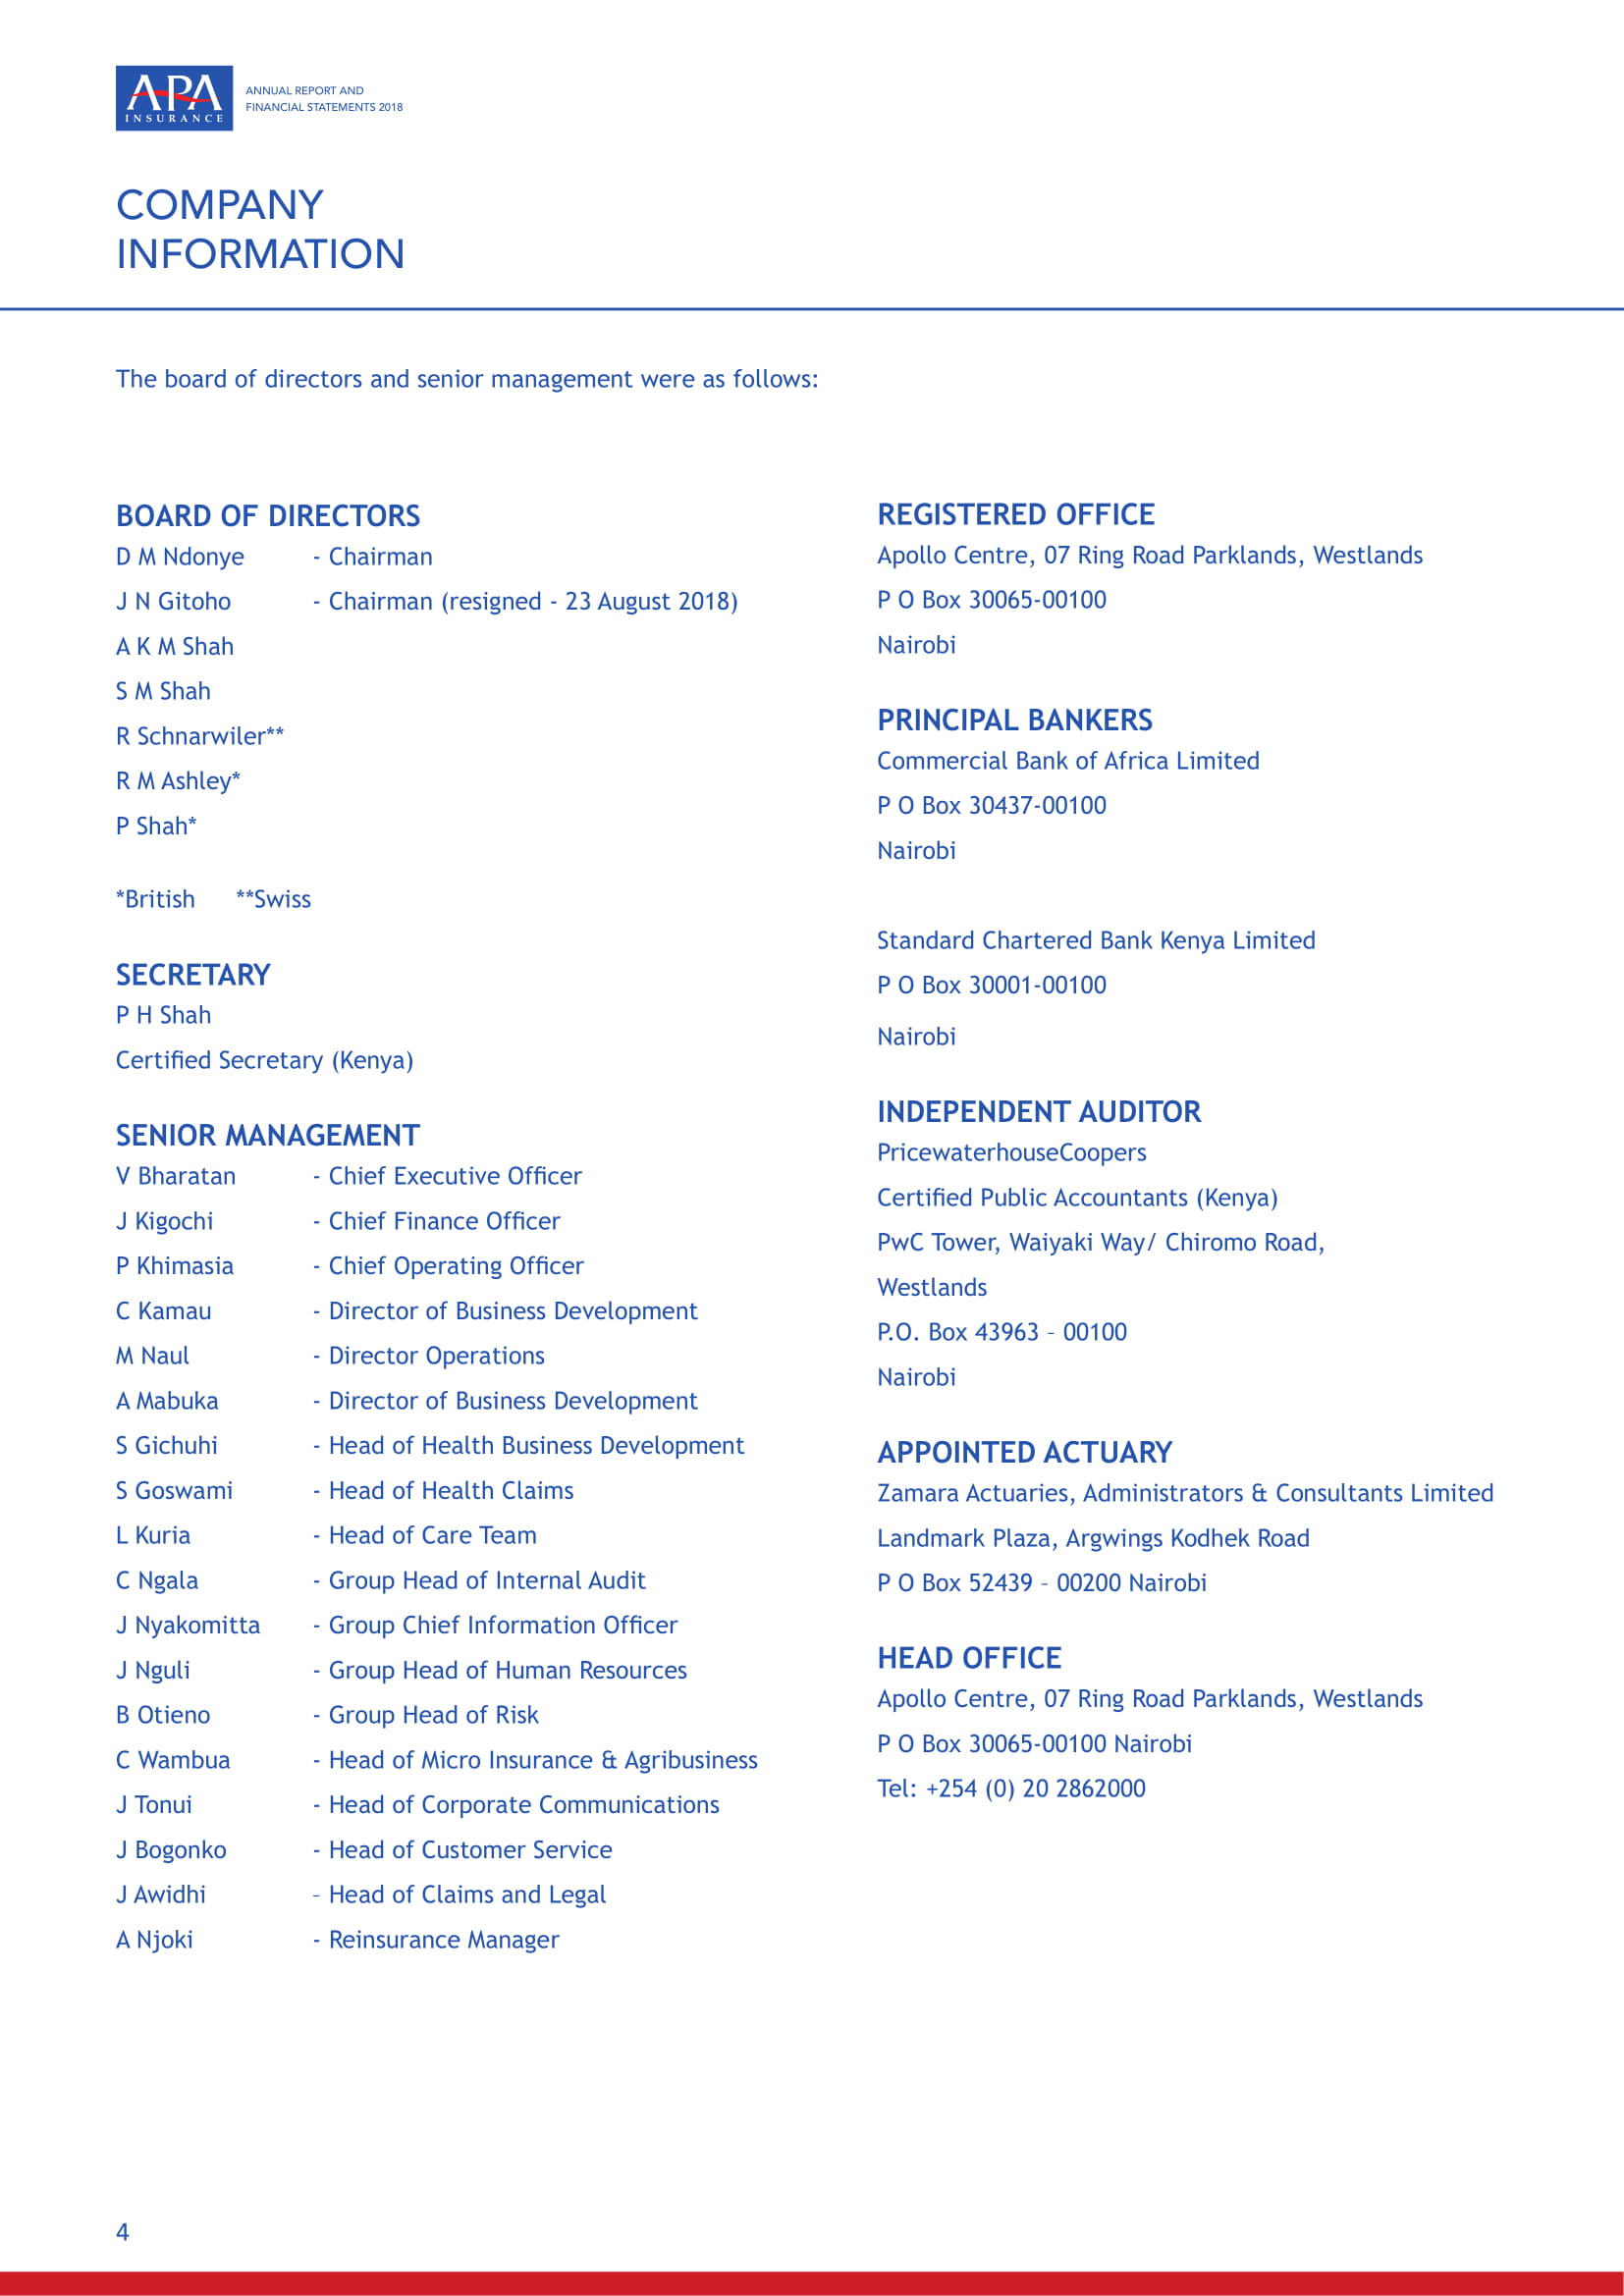 APA
INSURANCE
ANNUAL REPORT AND
FINANCIAL STATEMENTS 2018
COMPANY
INFORMATION
The board of directors and senior management were as follows:
BOARD OF DIRECTORS
D M Ndonye - Chairman
J N Gitoho - Chairman (resigned - 23 August 2018)
A K M Shah
S M Shah
R Schnarwiler**
R M Ashley*
P Shah*
*British **Swiss
SECRETARY
P H Shah
Certified Secretary (Kenya)
SENIOR MANAGEMENT
V Bharatan - Chief Executive Officer
J Kigochi - Chief Finance Officer
P Khimasia - Chief Operating Officer
C Kamau - Director of Business Development
M Naul - Director Operations
A Mabuka - Director of Business Development
S Gichuhi - Head of Health Business Development
S Goswami - Head of Health Claims
L Kuria - Head of Care Team
C Ngala - Group Head of Internal Audit
J Nyakomitta - Group Chief Information Officer
J Nguli - Group Head of Human Resources
B Otieno - Group Head of Risk
C Wambua - Head of Micro Insurance & Agribusiness
J Tonui - Head of Corporate Communications
J Bogonko - Head of Customer Service
J Awidhi – Head of Claims and Legal
A Njoki - Reinsurance Manager
REGISTERED OFFICE
Apollo Centre, 07 Ring Road Parklands, Westlands
P O Box 30065-00100
Nairobi
PRINCIPAL BANKERS
Commercial Bank of Africa Limited
P O Box 30437-00100
Nairobi
Standard Chartered Bank Kenya Limited
P O Box 30001-00100
Nairobi
INDEPENDENT AUDITOR
PricewaterhouseCoopers
Certified Public Accountants (Kenya)
PwC Tower, Waiyaki Way/ Chiromo Road,
Westlands
P.O. Box 43963 – 00100
Nairobi
APPOINTED ACTUARY
Zamara Actuaries, Administrators & Consultants Limited
Landmark Plaza, Argwings Kodhek Road
P O Box 52439 – 00200 Nairobi
HEAD OFFICE
Apollo Centre, 07 Ring Road Parklands, Westlands
P O Box 30065-00100 Nairobi
Tel: +254 (0) 20 2862000
4